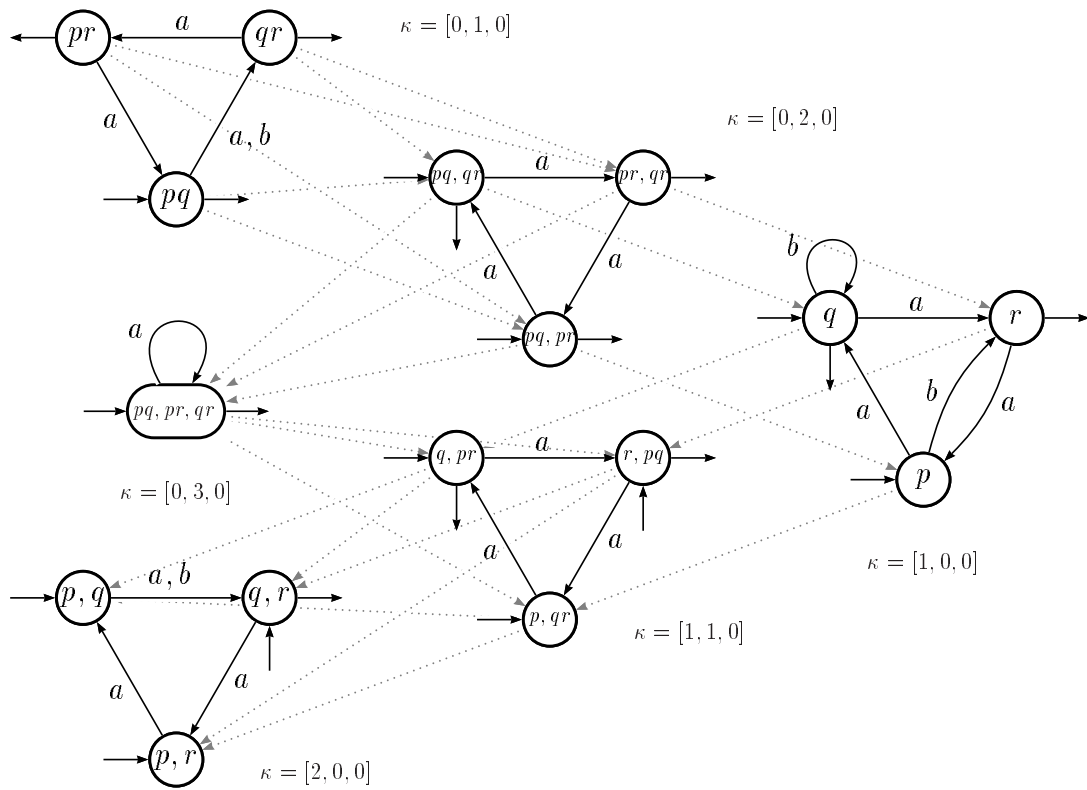 a
pr
qr
κ = [0, 1, 0]
a
a, b
pq
κ = [0, 2, 0]
pq, qr
a
pr, qr
a
a
pq, pr
b
q
a
r
a
b
a
p
κ = [1, 0, 0]
a
pq, pr, qr
κ = [0, 3, 0]
q, pr
a
r, pq
a
a
p, qr
κ = [1, 1, 0]
p, q
a, b
q, r
a
a
p, r
κ = [2, 0, 0]